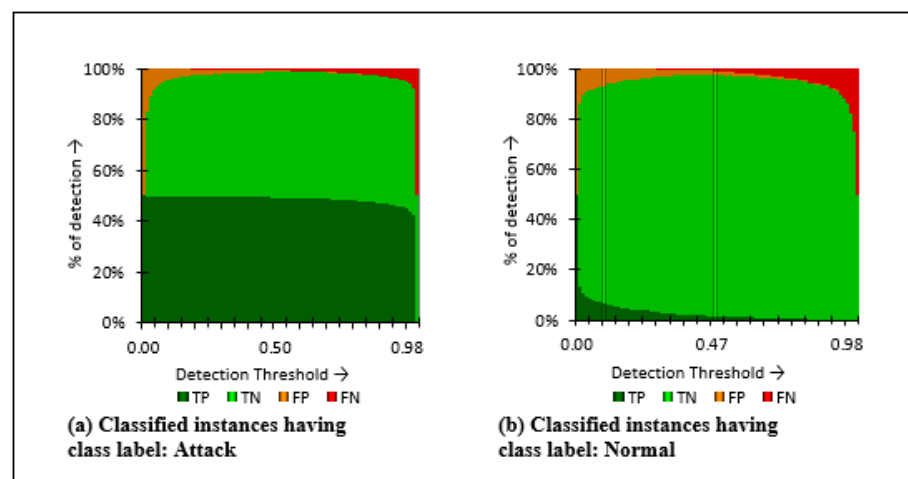 100%
80%
60%
40%
20%
0%
% of detection →
0.00 0.50 0.98
Detection Threshold →
TP TN FP FN
(a) Classified instances having
class label: Attack
100%
80%
60%
40%
20%
0%
% of detection →
0.00 0.47 0.98
Detection Threshold →
TP TN FP FN
(b) Classified instances having
class label: Normal